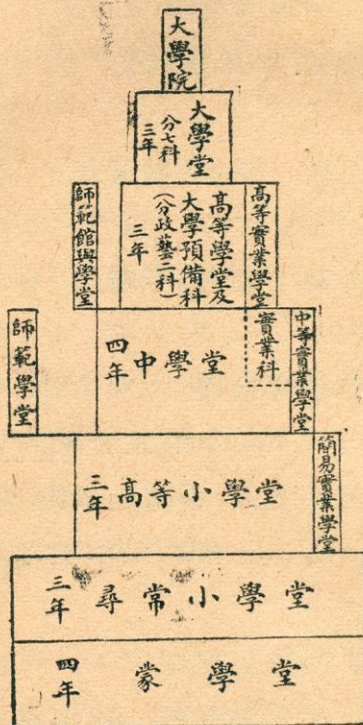 大學院
大學堂
分七科
三年
高等實業學堂
高等學堂及
大學預備科
(分政藝二科)
三年
師範館與學堂
中等實業學堂
實業科
中學堂
四年
師範學堂
簡易實業學堂
高等小學堂
三年
尋常小學堂
三年
蒙學堂
四年